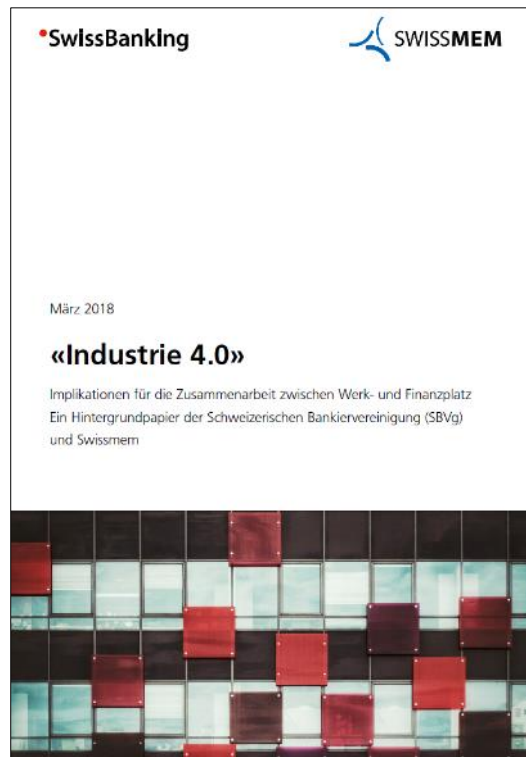 SwissBanking
SWISSMEM
März 2018
«Industrie 4.0»
Implikationen für die Zusammenarbeit zwischen Werk- und Finanzplatz
Ein Hintergrundpapier der Schweizerischen Bankiervereinigung (SBVg)
und Swissmem